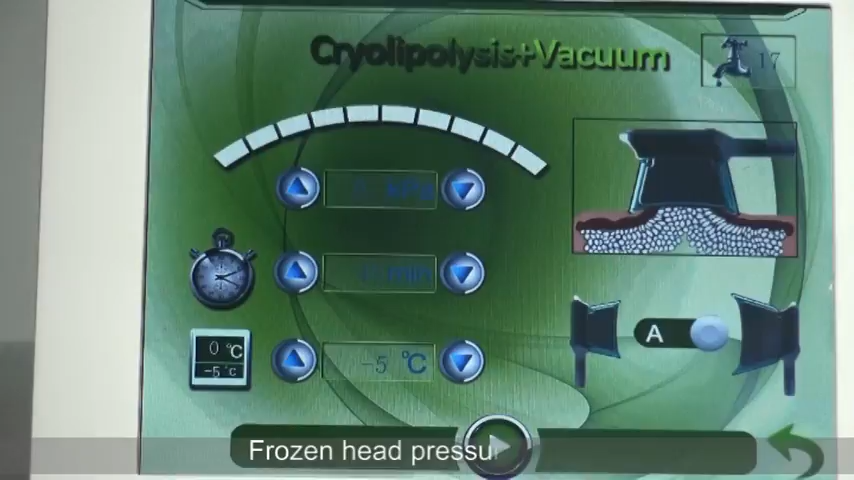 Cryolipolysis+Vacuum
17
kPa
min
0 °C
-5 °C
-5 °C
A
Frozen head pressu